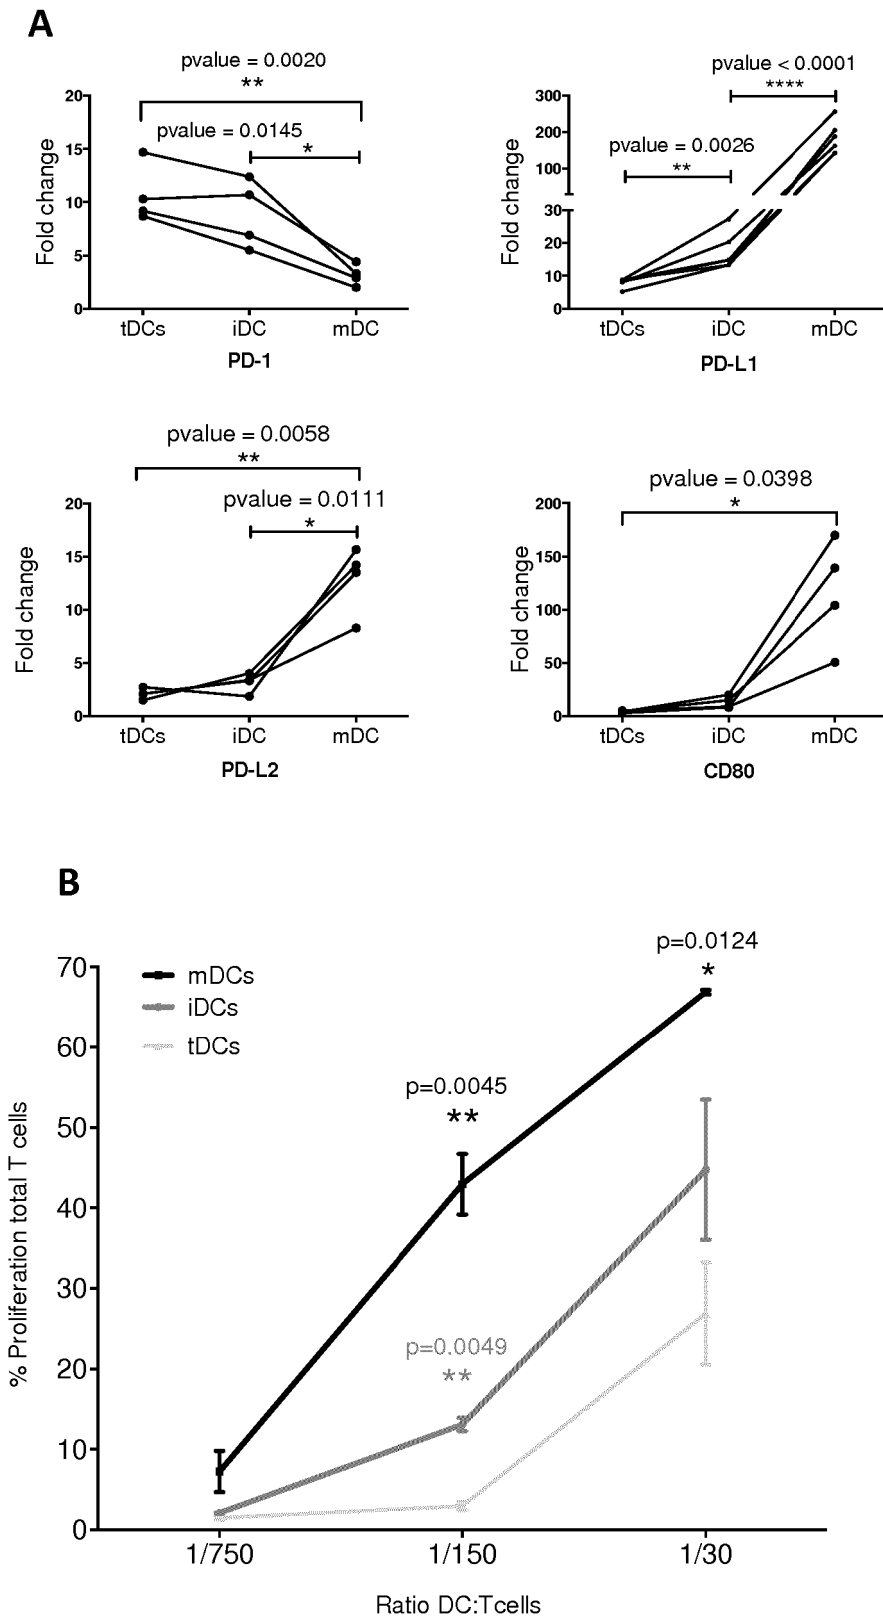 A
pvalue = 0.0020
**
pvalue = 0.0145
*
20
15
10
5
0
Fold change
tDCs iDC mDC
PD-1
pvalue < 0.0001
****
pvalue = 0.0026
**
300
200
100
30
20
10
0
Fold change
tDCs iDC mDC
PD-L1
pvalue = 0.0058
**
pvalue = 0.0111
*
20
15
10
5
0
Fold change
tDCs iDC mDC
PD-L2
pvalue = 0.0398
*
200
150
100
50
0
Fold change
tDCs iDC mDC
CD80
B
mDCs
iDCs
tDCs
p=0.0124
*
p=0.0045
**
p=0.0049
**
70
60
50
40
30
20
10
0
% Proliferation total T cells
1/750 1/150 1/30
Ratio DC:Tcells